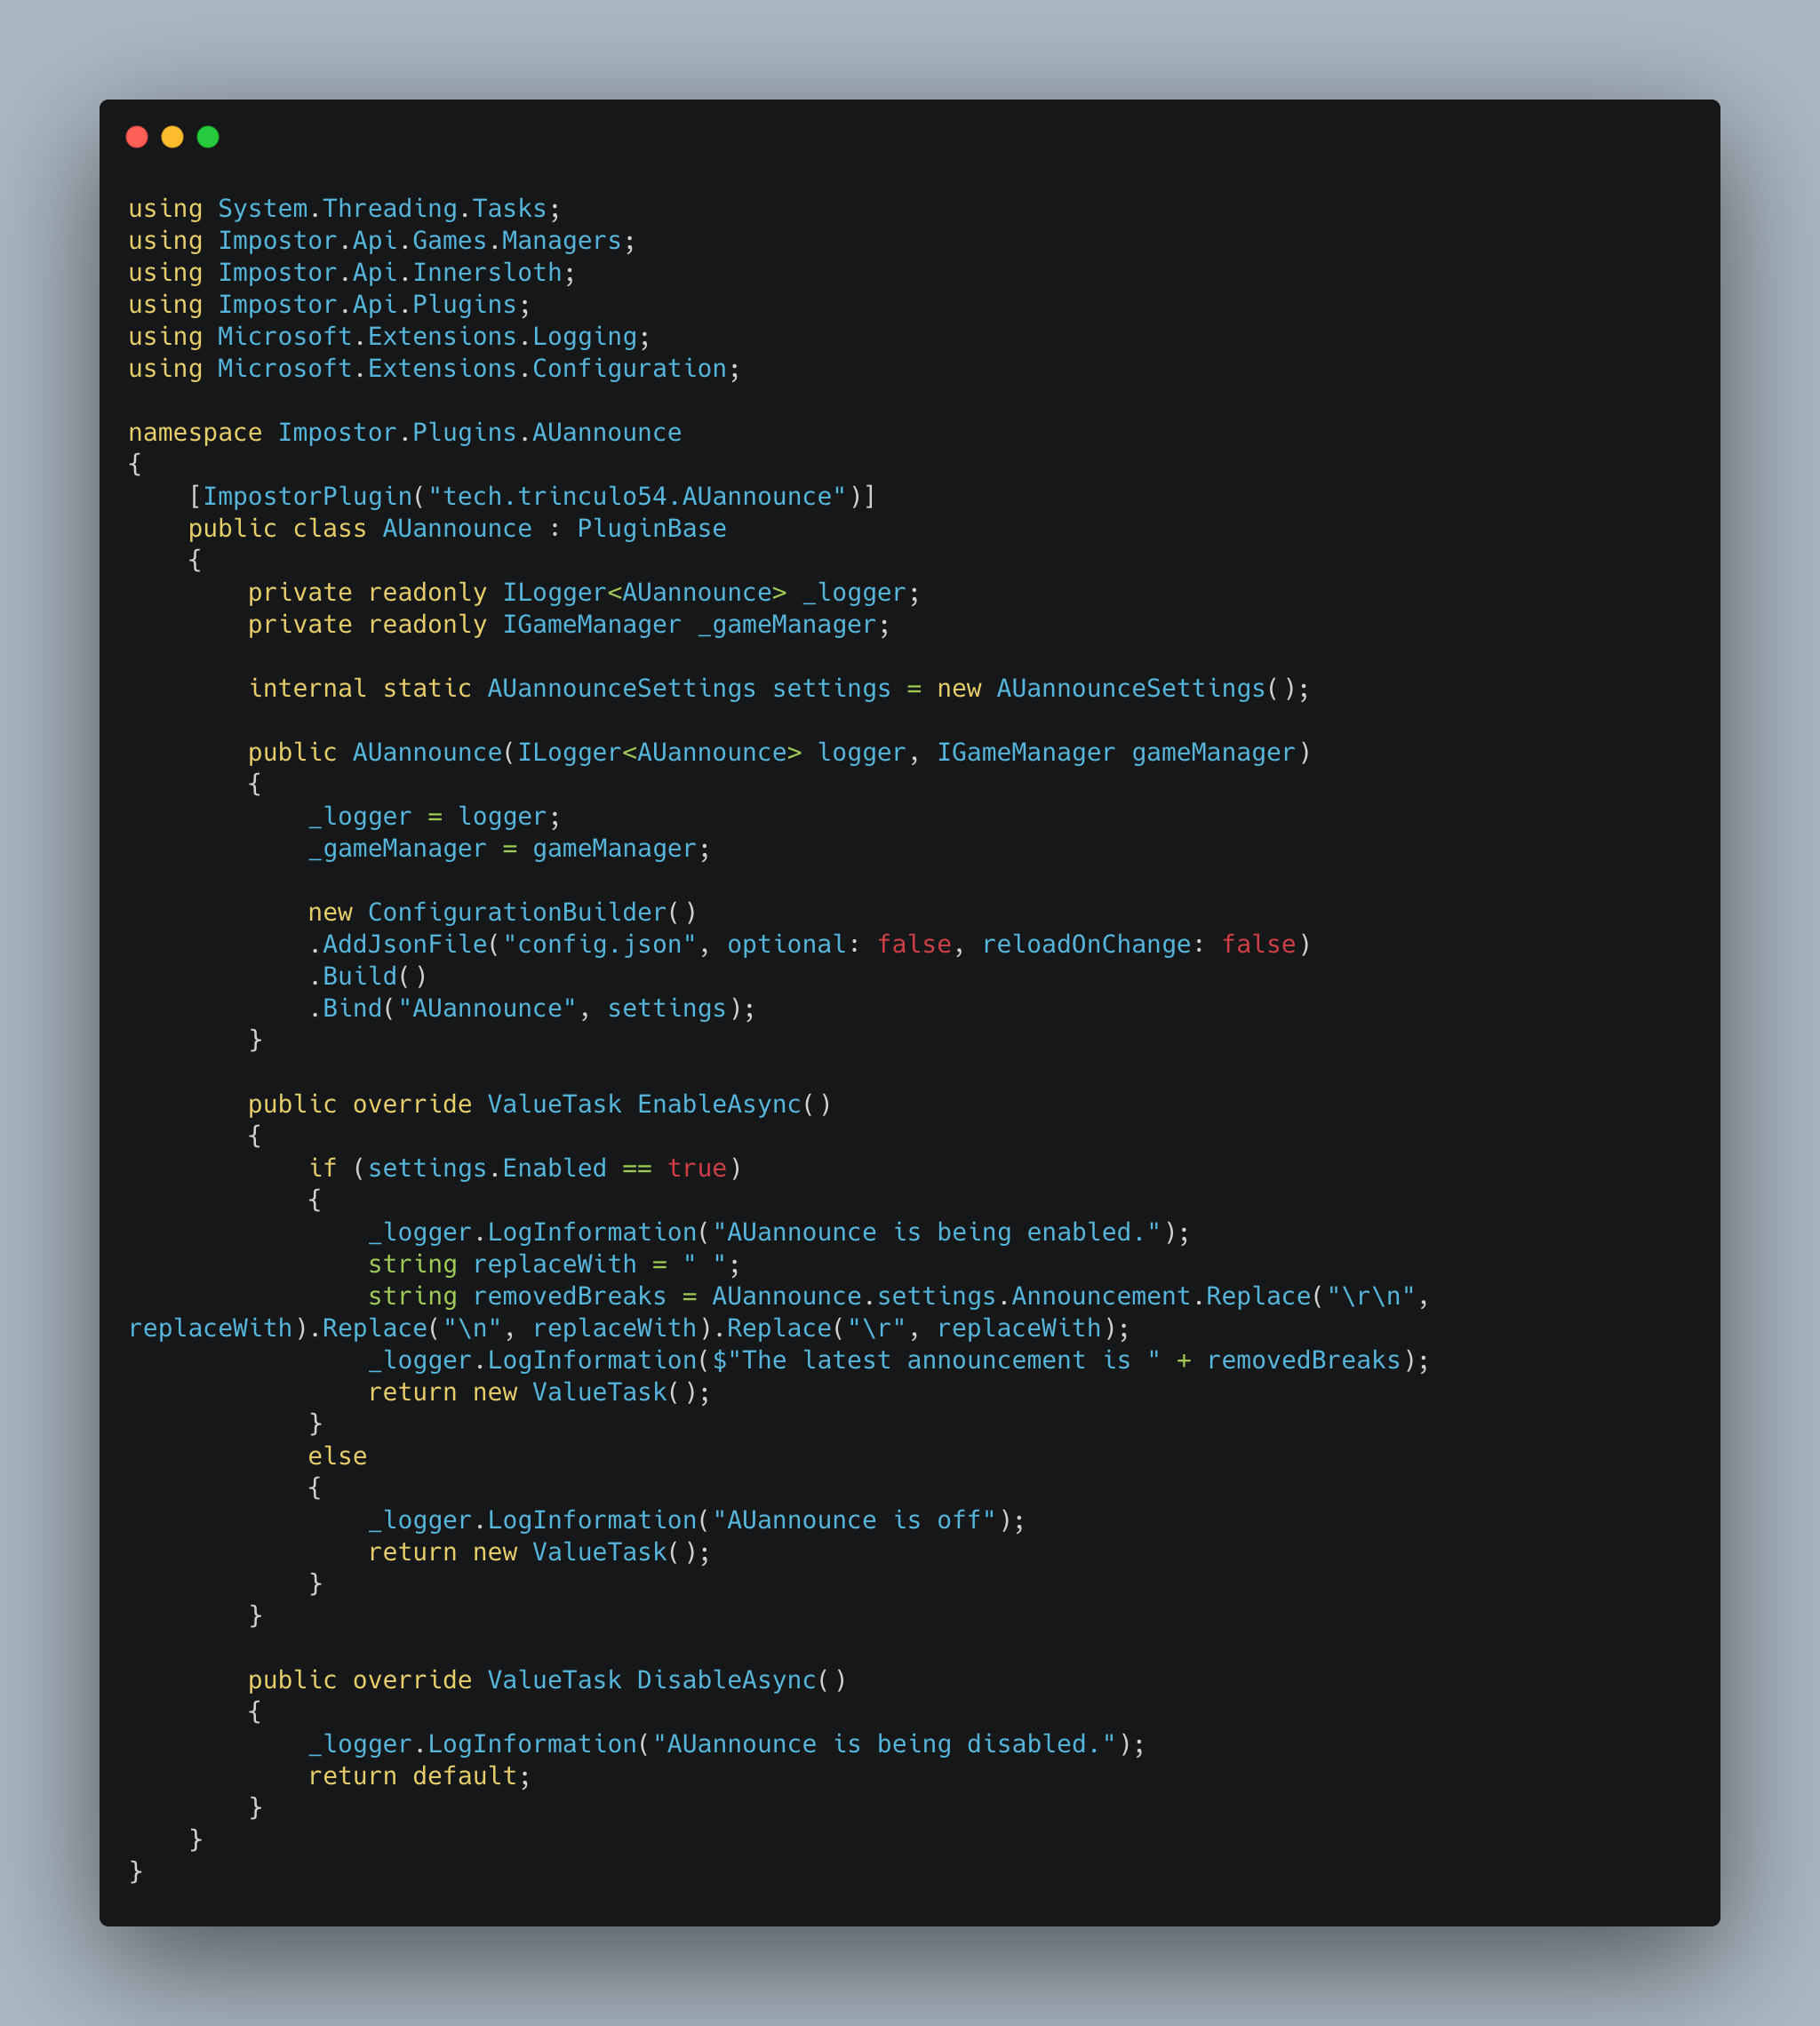 using System.Threading.Tasks;
using Impostor.Api.Games.Managers;
using Impostor.Api.Innersloth;
using Impostor.Api.Plugins;
using Microsoft.Extensions.Logging;
using Microsoft.Extensions.Configuration;

namespace Impostor.Plugins.AUannounce
{
    [ImpostorPlugin("tech.trinculo54.AUannounce")]
    public class AUannounce : PluginBase
    {
        private readonly ILogger<AUannounce> _logger;
        private readonly IGameManager _gameManager;

        internal static AUannounceSettings settings = new AUannounceSettings();

        public AUannounce(ILogger<AUannounce> logger, IGameManager gameManager)
        {
            _logger = logger;
            _gameManager = gameManager;

            new ConfigurationBuilder()
            .AddJsonFile("config.json", optional: false, reloadOnChange: false)
            .Build()
            .Bind("AUannounce", settings);
        }

        public override ValueTask EnableAsync()
        {
            if (settings.Enabled == true)
            {
                _logger.LogInformation("AUannounce is being enabled.");
                string replaceWith = " ";
                string removedBreaks = AUannounce.settings.Announcement.Replace("\r\n",
replaceWith).Replace("\n", replaceWith).Replace("\r", replaceWith);
                _logger.LogInformation($"The latest announcement is " + removedBreaks);
                return new ValueTask();
            }
            else
            {
                _logger.LogInformation("AUannounce is off");
                return new ValueTask();
            }
        }

        public override ValueTask DisableAsync()
        {
            _logger.LogInformation("AUannounce is being disabled.");
            return default;
        }
    }
}